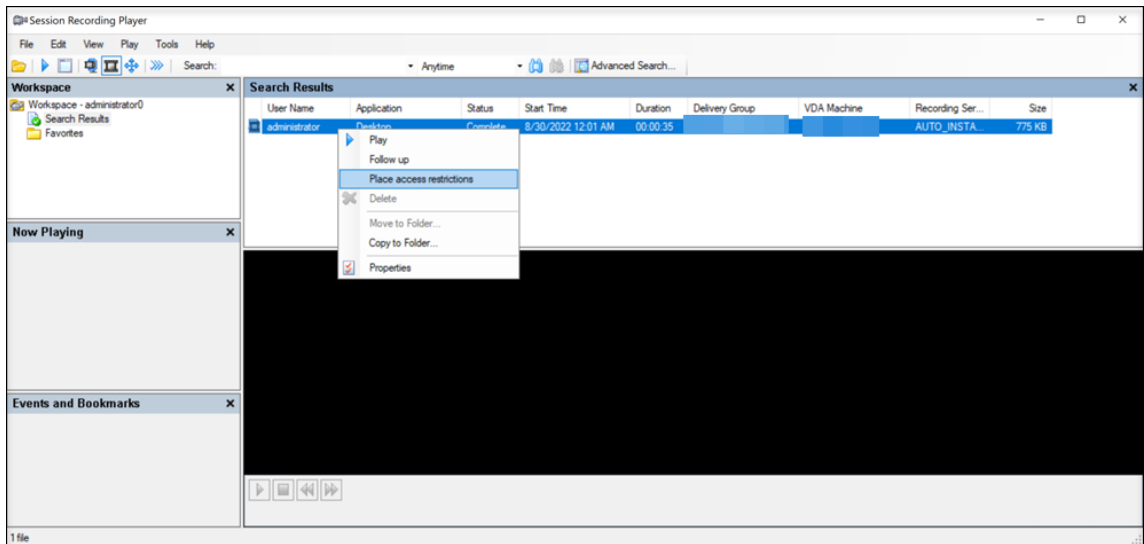 Session Recording Player
File Edit View Play Tools Help
Search: Anytime Advanced Search...
Workspace
Workspace - administrator0
Search Results
Favorites
Search Results
User Name Application Status Start Time Duration Delivery Group VDA Machine Recording Ser... Size
administrator Desktop Complete 8/30/2022 12:01 AM 00:00:35 AUTO_INSTA... 775 KB
Play
Follow up
Place access restrictions
Delete
Move to Folder...
Copy to Folder...
Properties
Now Playing
Events and Bookmarks
1 file